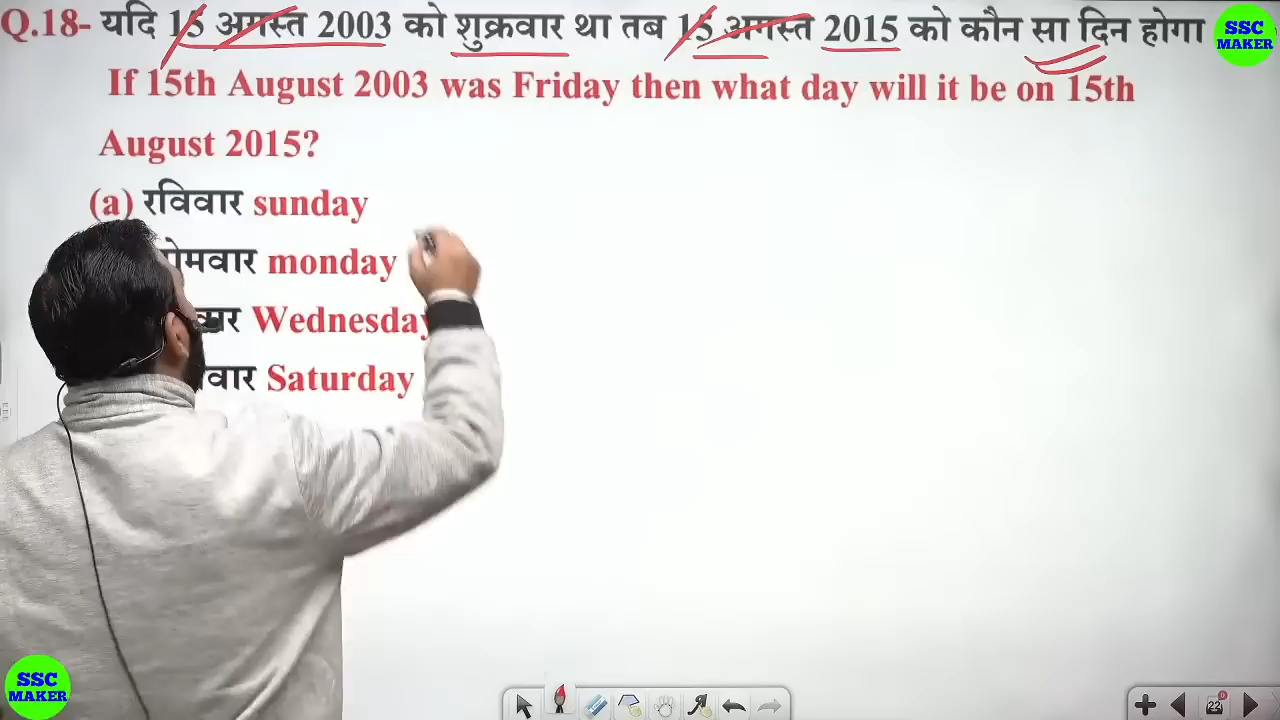 Q.18- यदि 15 अगस्त 2003 को शुक्रवार था तब 15 अगस्त 2015 को कौन सा दिन होगा
SSC
MAKER
If 15th August 2003 was Friday then what day will it be on 15th
August 2015?
(a) रविवार sunday
monday
Wednesday
Saturday
SSC
MAKER
22